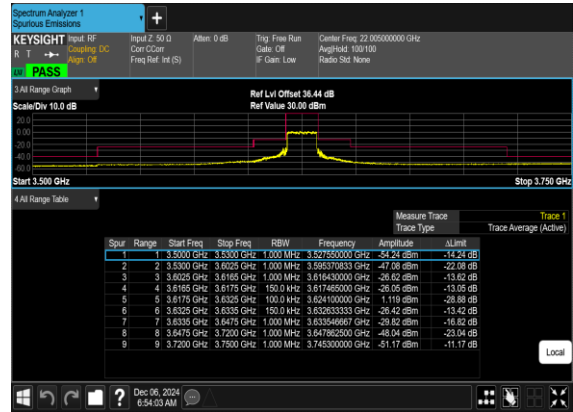 Spectrum Analyzer 1
Spurious Emissions
+
KEYSIGHT Input: RF Input Z: 50 Ω Atten: 0 dB Trig: Free Run Center Freq: 22.005000000 GHz
R T Coupling: DC Corr CCorr Gate: Off Avg|Hold: 100/100
Align: Off Freq Ref: Int (S) IF Gain: Low Radio Std: None
LW PASS
3 All Range Graph
Ref Lvl Offset 36.44 dB
Scale/Div 10.0 dB Ref Value 30.00 dBm
20.0
0.00
-20.0
-40.0
-60.0
Start 3.500 GHz Stop 3.750 GHz
4 All Range Table
Measure Trace Trace 1
Trace Type Trace Average (Active)
Spur Range Start Freq Stop Freq RBW Frequency Amplitude ΔLimit
1 1 3.5000 GHz 3.5300 GHz 1.000 MHz 3.527550000 GHz -54.24 dBm -14.24 dB
2 2 3.5300 GHz 3.6025 GHz 1.000 MHz 3.595370833 GHz -47.08 dBm -22.08 dB
3 3 3.6025 GHz 3.6165 GHz 1.000 MHz 3.616430000 GHz -26.62 dBm -13.62 dB
4 4 3.6165 GHz 3.6175 GHz 150.0 kHz 3.617465000 GHz -26.05 dBm -13.05 dB
5 5 3.6175 GHz 3.6325 GHz 100.0 kHz 3.624100000 GHz 1.119 dBm -28.88 dB
6 6 3.6325 GHz 3.6335 GHz 150.0 kHz 3.632633333 GHz -26.42 dBm -13.42 dB
7 7 3.6335 GHz 3.6475 GHz 1.000 MHz 3.633546667 GHz -29.82 dBm -16.82 dB
8 8 3.6475 GHz 3.7200 GHz 1.000 MHz 3.647862500 GHz -48.04 dBm -23.04 dB
9 9 3.7200 GHz 3.7500 GHz 1.000 MHz 3.745300000 GHz -51.17 dBm -11.17 dB
Local
? Dec 06, 2024
6:54:03 AM